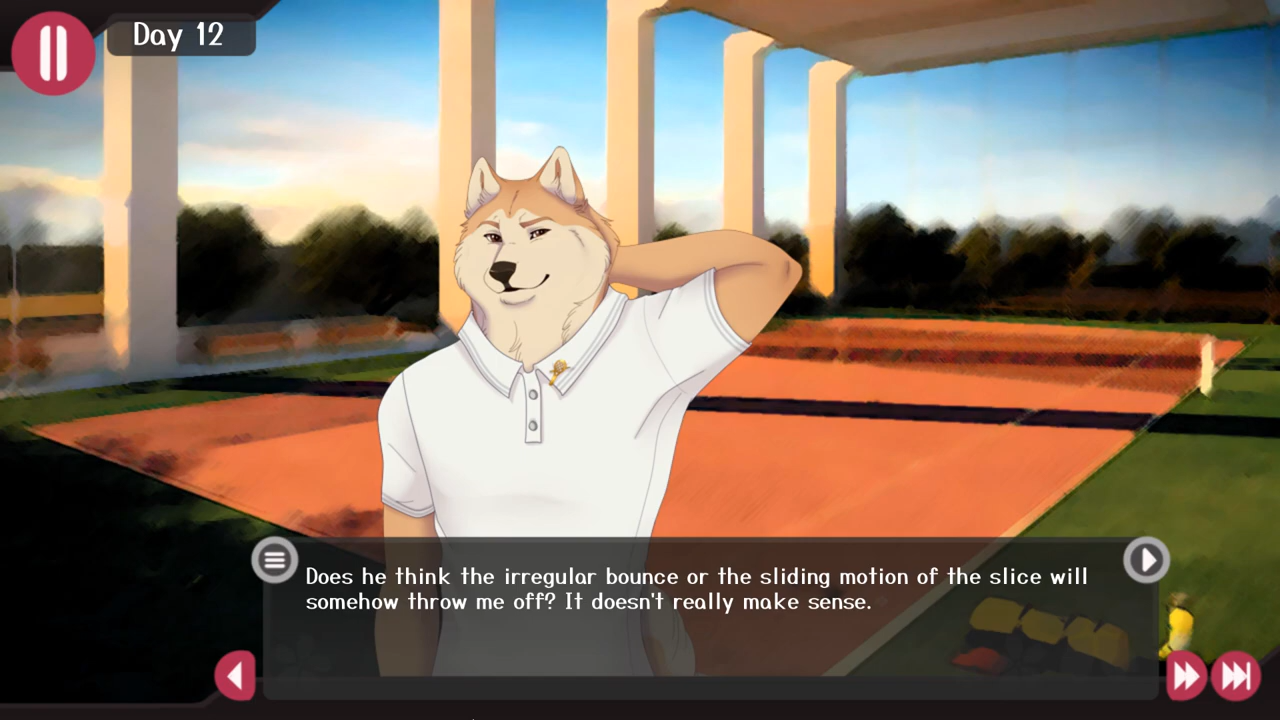 Day 12
Does he think the irregular bounce or the sliding motion of the slice will
somehow throw me off? It doesn't really make sense.